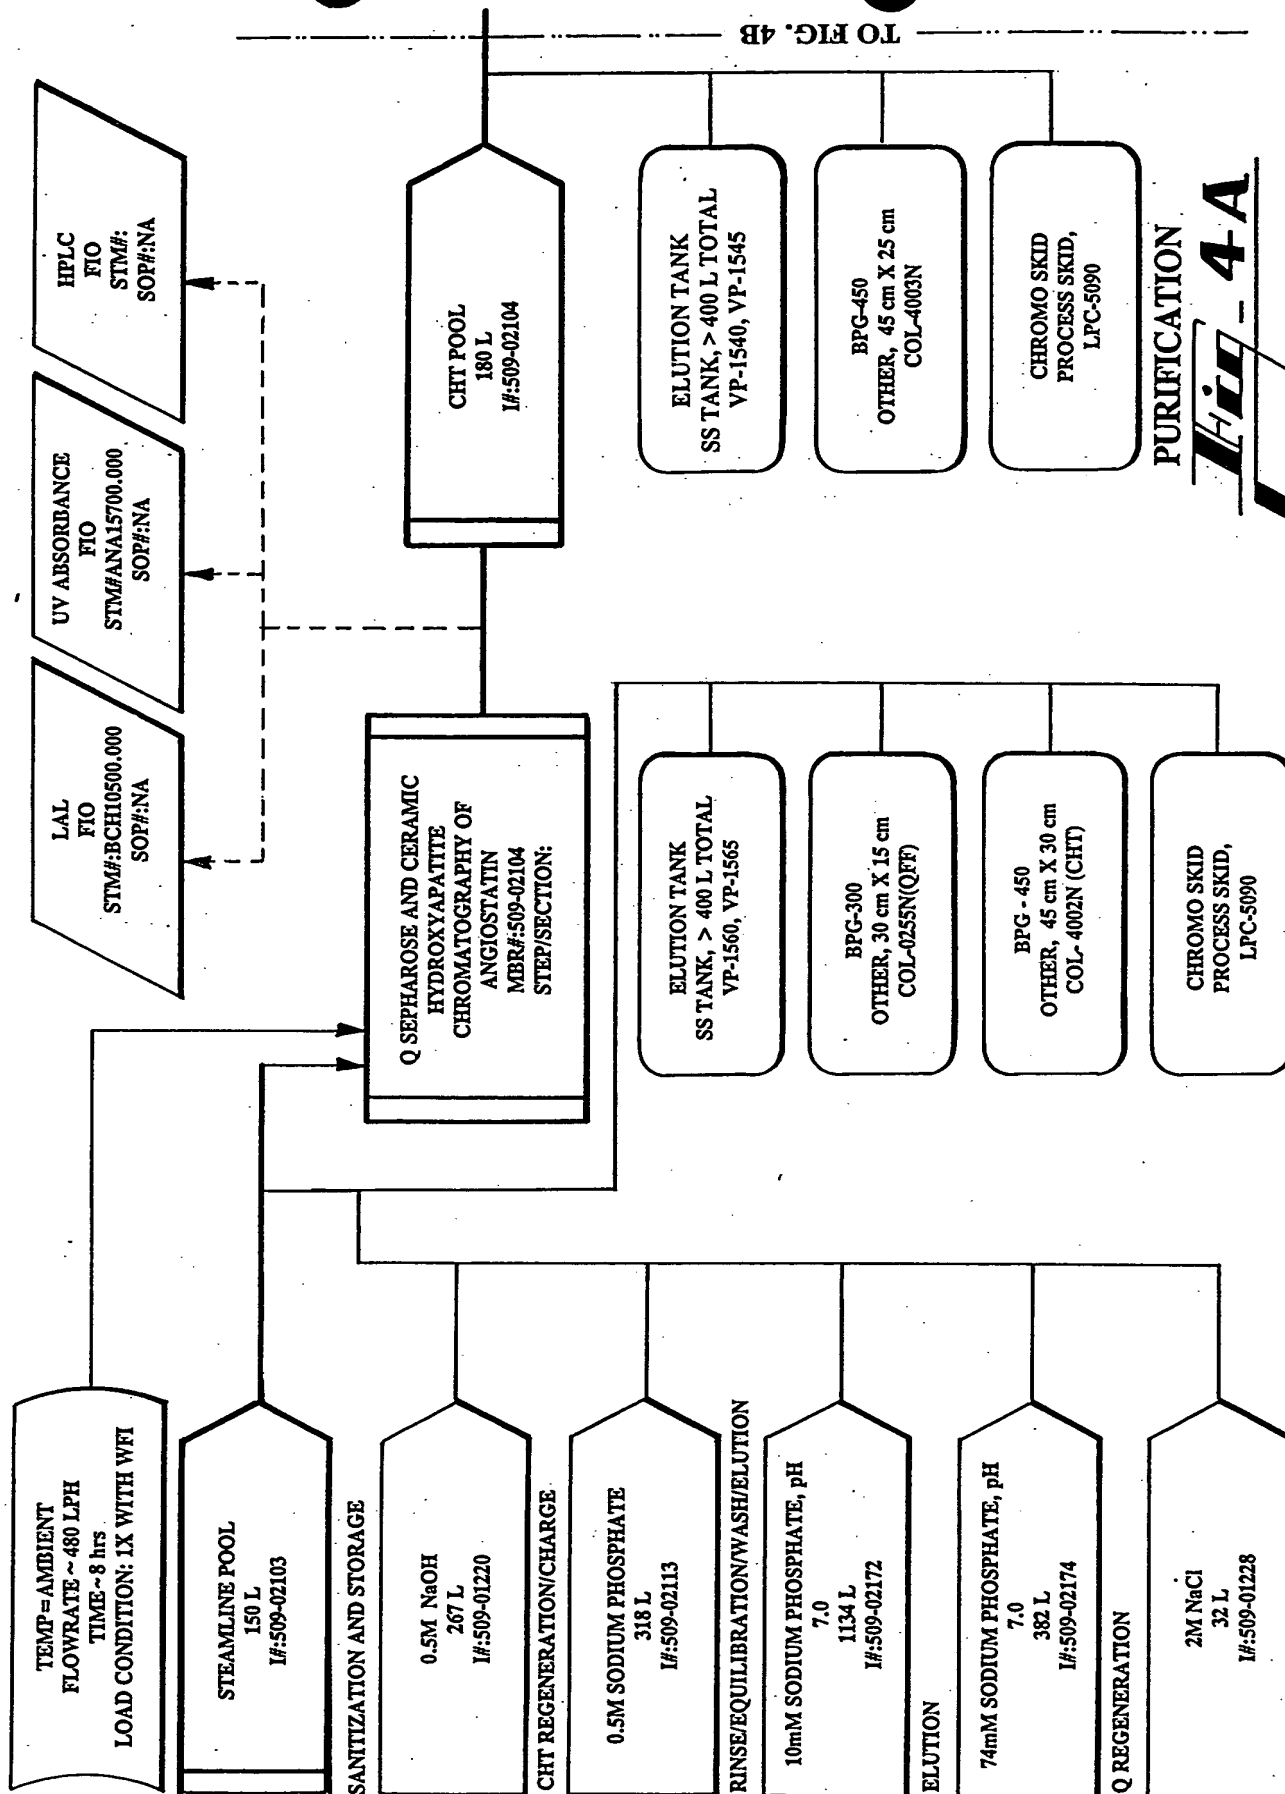 TEMP=AMBIENT
FLOWRATE ~ 480 LPH
TIME~ 8 hrs
LOAD CONDITION: 1X WITH WFI
STEAMLINE POOL
150 L
I#:509-02103
SANITIZATION AND STORAGE
0.5M NaOH
267 L
I#:509-01220
CHT REGENERATION/CHARGE
0.5M SODIUM PHOSPHATE
318 L
I#:509-02113
RINSE/EQUILIBRATION/WASH/ELUTION
10mM SODIUM PHOSPHATE, pH
7.0
1134 L
I#:509-02172
ELUTION
74mM SODIUM PHOSPHATE, pH
7.0
382 L
I#:509-02174
Q REGENERATION
2M NaCl
32 L
I#:509-01228
LAL
FIO
STM#:BCH10500.000
SOP#:NA
UV ABSORBANCE
FIO
STM#ANA15700.000
SOP#:NA
HPLC
FIO
STM#:
SOP#:NA
Q SEPHAROSE AND CERAMIC
HYDROXYAPATITE
CHROMATOGRAPHY OF
ANGIOSTATIN
MBR#:509-02104
STEP/SECTION:
ELUTION TANK
SS TANK, > 400 L TOTAL
VP-1560, VP-1565
BPG-300
OTHER, 30 cm X 15 cm
COL-0255N(QFF)
BPG - 450
OTHER, 45 cm X 30 cm
COL- 4002N (CHT)
CHROMO SKID
PROCESS SKID,
LPC-5090
CHT POOL
180 L
I#:509-02104
ELUTION TANK
SS TANK, > 400 L TOTAL
VP-1540, VP-1545
BPG-450
OTHER, 45 cm X 25 cm
COL-4003N
CHROMO SKID
PROCESS SKID,
LPC-5090
TO FIG. 4B
PURIFICATION
Fig_4A